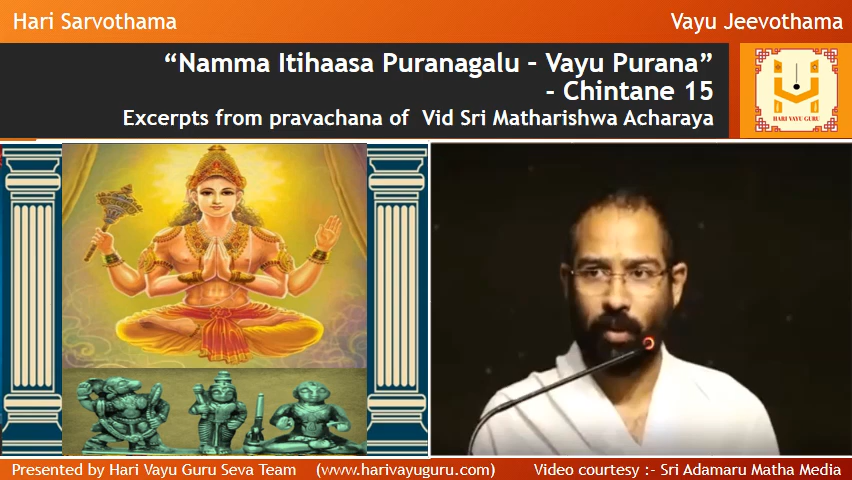 Hari Sarvothama
Vayu Jeevothama
“Namma Itihaasa Puranagalu – Vayu Purana”
- Chintane 15
Excerpts from pravachana of Vid Sri Matharishwa Acharaya
HARI VAYU GURU
Presented by Hari Vayu Guru Seva Team (www.harivayuguru.com)
Video courtesy :- Sri Adamaru Matha Media